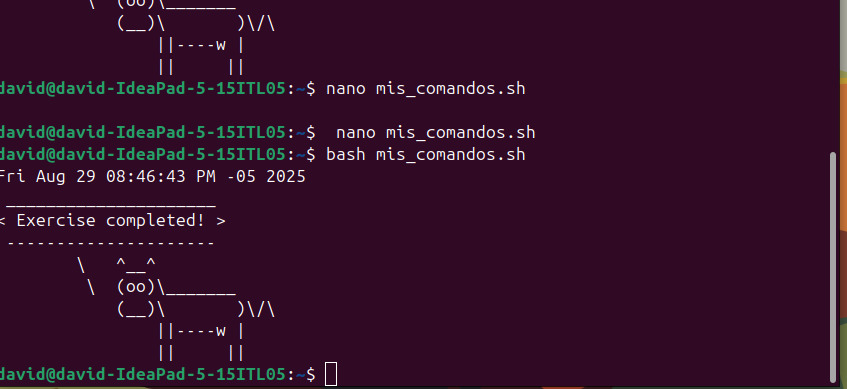 \  (oo)\_______
(__)\       )\/\
||----w |
||     ||
david@david-IdeaPad-5-15ITL05:~$ nano mis_comandos.sh
david@david-IdeaPad-5-15ITL05:~$  nano mis_comandos.sh
david@david-IdeaPad-5-15ITL05:~$ bash mis_comandos.sh
Fri Aug 29 08:46:43 PM -05 2025
 _____________________
< Exercise completed! >
 ---------------------
        \   ^__^
         \  (oo)\_______
            (__)\       )\/\
                ||----w |
                ||     ||
david@david-IdeaPad-5-15ITL05:~$